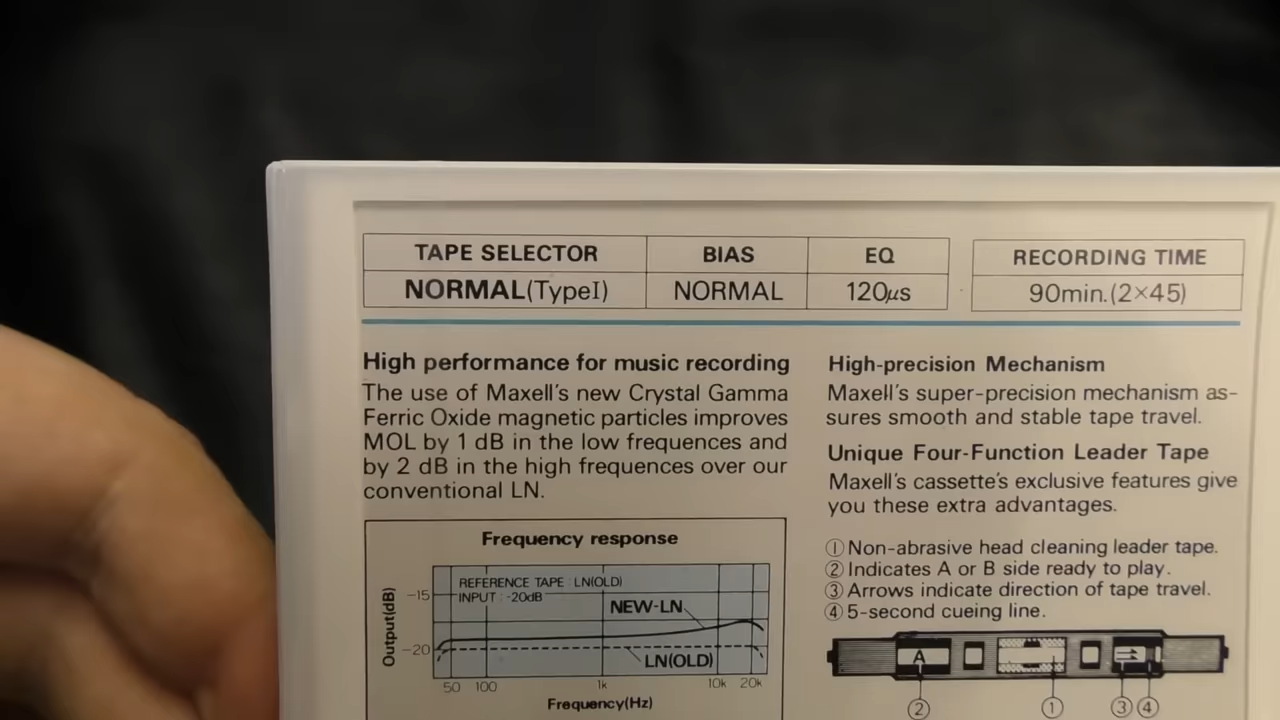 TAPE SELECTOR BIAS EQ
NORMAL(TypeI) NORMAL 120μs
RECORDING TIME
90min.(2×45)
High performance for music recording
The use of Maxell's new Crystal Gamma
Ferric Oxide magnetic particles improves
MOL by 1 dB in the low frequences and
by 2 dB in the high frequences over our
conventional LN.
Frequency response
REFERENCE TAPE : LN(OLD)
INPUT : -20dB
NEW-LN
LN(OLD)
Output(dB)
-15
-20
50 100 1k 10k 20k
Frequency(Hz)
High-precision Mechanism
Maxell's super-precision mechanism as-
sures smooth and stable tape travel.
Unique Four-Function Leader Tape
Maxell's cassette's exclusive features give
you these extra advantages.
① Non-abrasive head cleaning leader tape.
② Indicates A or B side ready to play.
③ Arrows indicate direction of tape travel.
④ 5-second cueing line.
A
② ① ③ ④